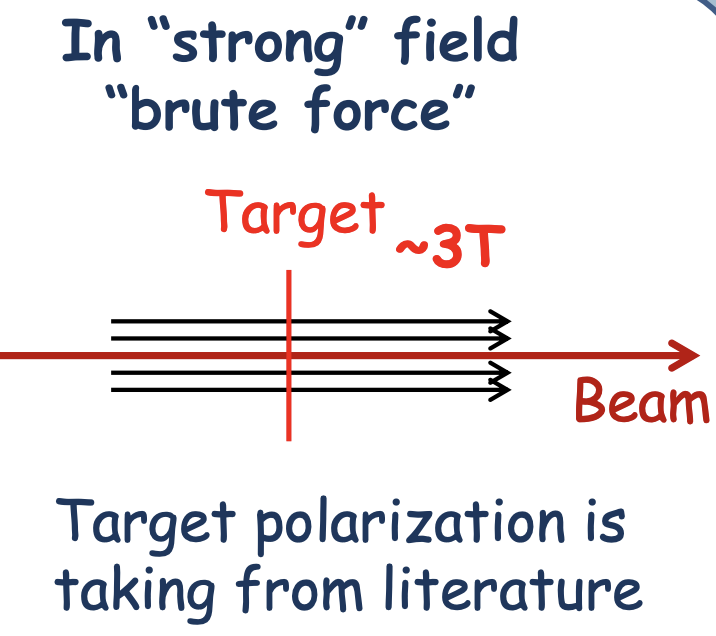 In “strong” field
“brute force”
Target
~3T
Beam
Target polarization is
taking from literature